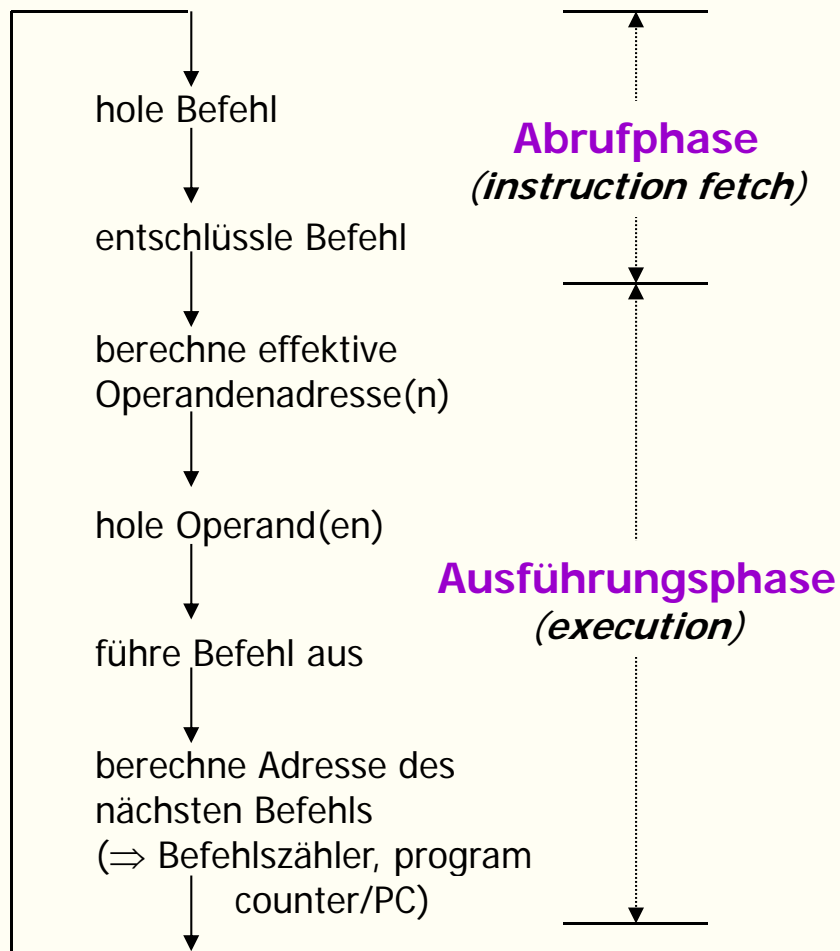 hole Befehl
Abrufphase
(instruction fetch)
entschlüssle Befehl
berechne effektive
Operandenadresse(n)
hole Operand(en)
Ausführungsphase
(execution)
führe Befehl aus
berechne Adresse des
nächsten Befehls
(⇒ Befehlszähler, program
counter/PC)